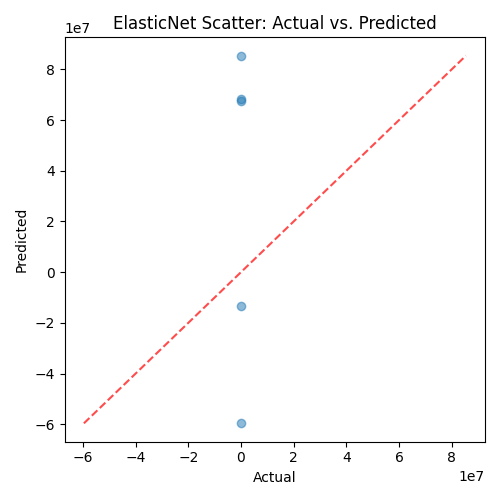 ElasticNet Scatter: Actual vs. Predicted
1e7
8
6
4
2
0
−2
−4
−6
Predicted
−6 −4 −2 0 2 4 6 8
Actual
1e7